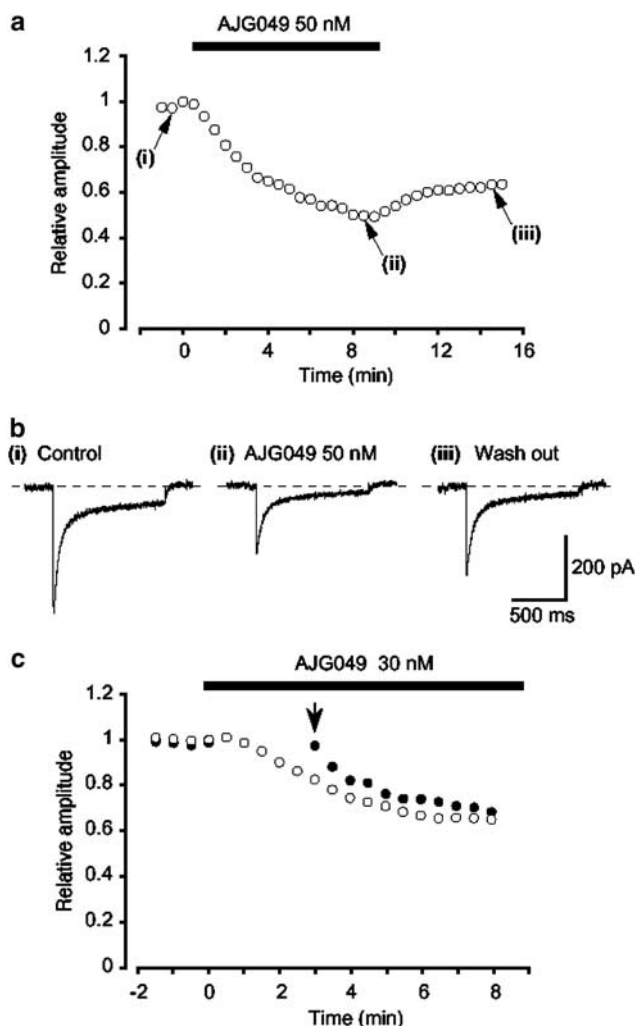 a
AJG049 50 nM
1.2
1
0.8
0.6
0.4
0.2
0
Relative amplitude
(i)
(ii)
(iii)
0 4 8 12 16
Time (min)
b
(i) Control (ii) AJG049 50 nM (iii) Wash out
200 pA
500 ms
c
AJG049 30 nM
1.2
1
0.8
0.6
0.4
0.2
0
Relative amplitude
-2 0 2 4 6 8
Time (min)